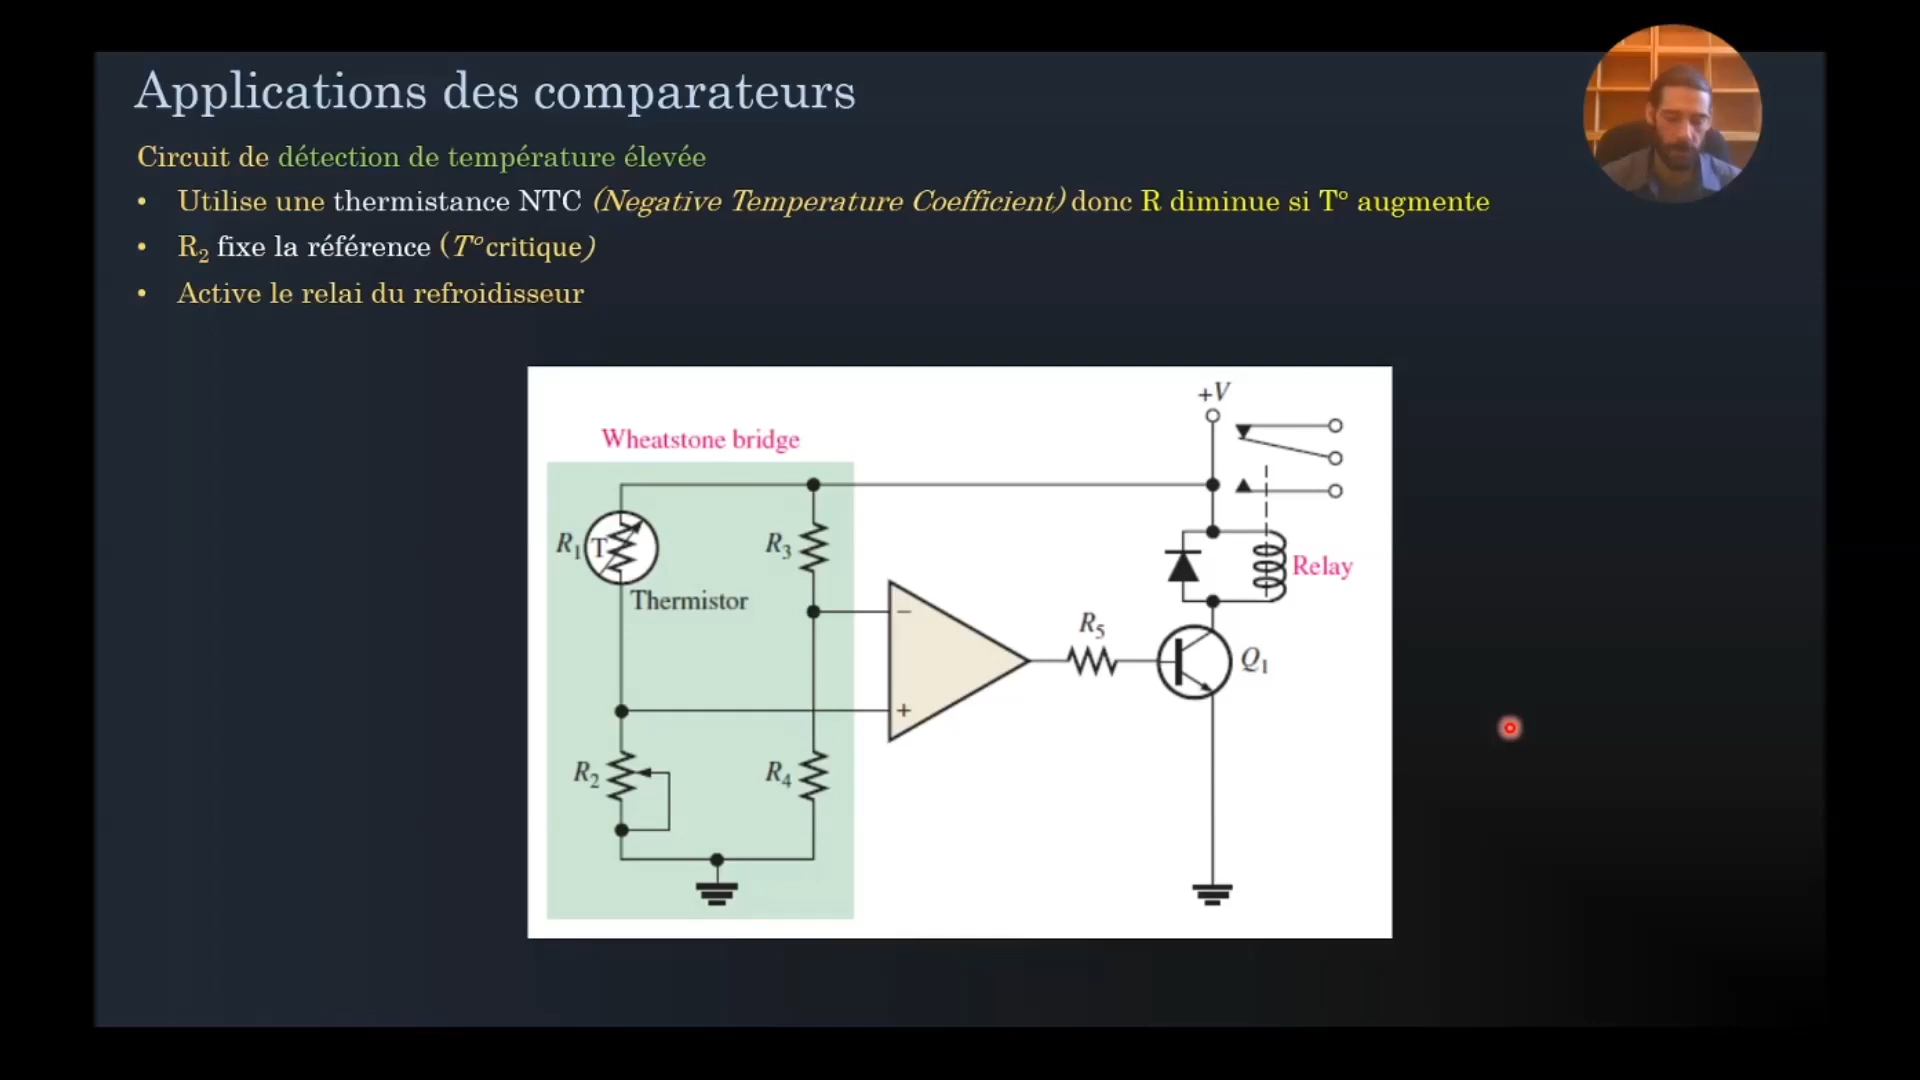 Applications des comparateurs
Circuit de détection de température élevée
• Utilise une thermistance NTC (Negative Temperature Coefficient) donc R diminue si T° augmente
• R₂ fixe la référence (T°critique)
• Active le relai du refroidisseur
+V
Wheatstone bridge
R₁
T
R₃
Relay
Thermistor
−
R₅
Q₁
+
R₂
R₄